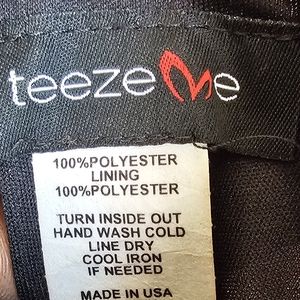 teeze Me
100%POLYESTER
LINING
100%POLYESTER
TURN INSIDE OUT
HAND WASH COLD
LINE DRY
COOL IRON
IF NEEDED
MADE IN USA